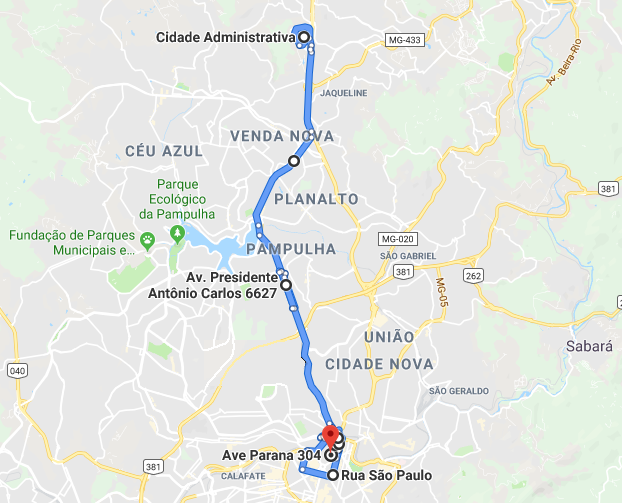 Cidade Administrativa
MG-433
Av. Beira-Rio
JAQUELINE
VENDA NOVA
CÉU AZUL
Parque
Ecológico
da Pampulha
PLANALTO
381
Fundação de Parques
Municipais e...
PAMPULHA
MG-020
SÃO GABRIEL
381
262
MG-05
Av. Presidente
Antônio Carlos 6627
UNIÃO
Sabará
CIDADE NOVA
040
SÃO GERALDO
Ave Parana 304
381
CALAFATE
Rua São Paulo